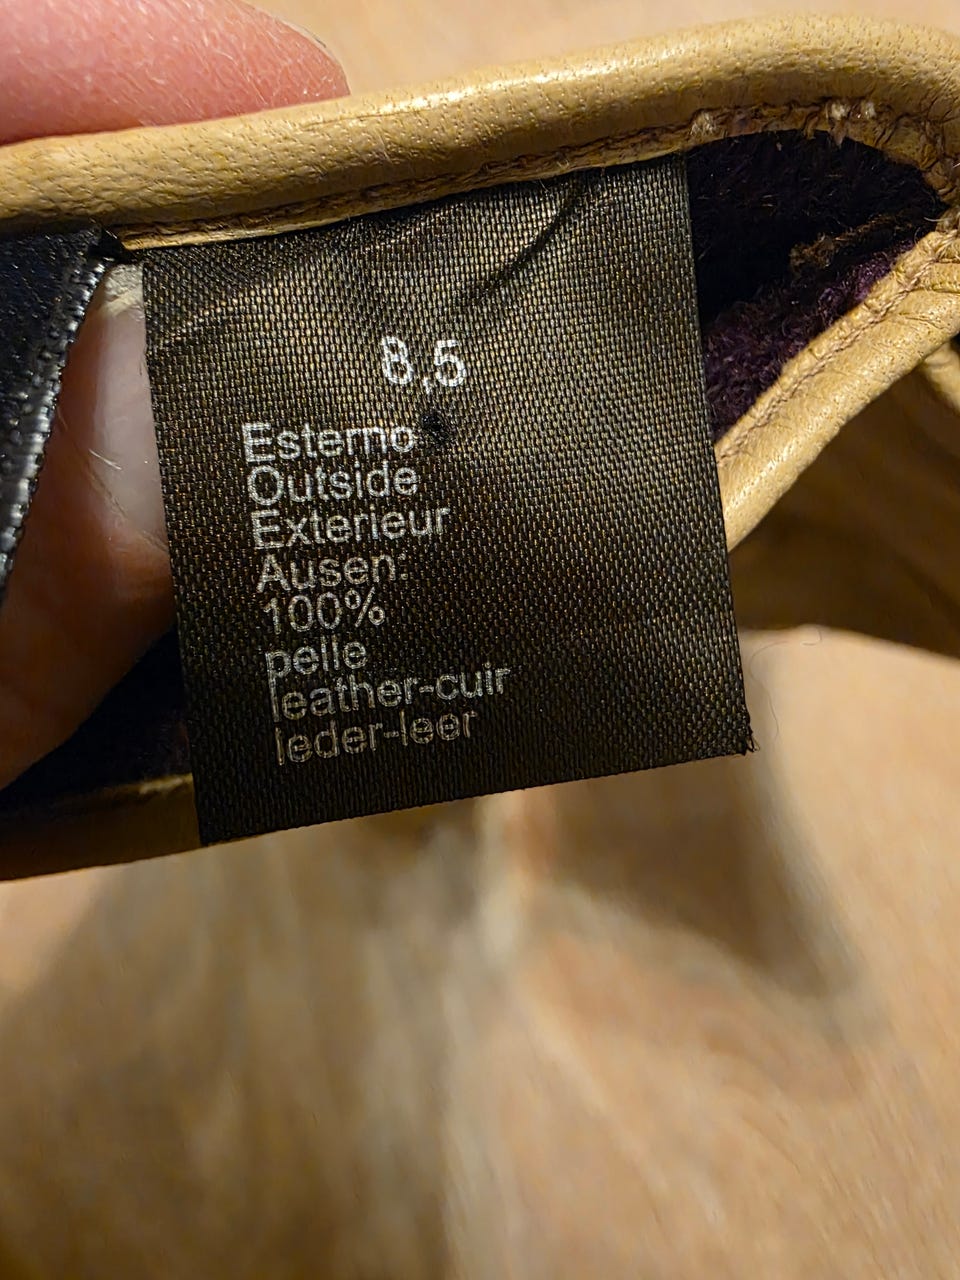 8,5
Esterno
Outside
Exterieur
Ausen:
100%
pelle
leather-cuir
leder-leer